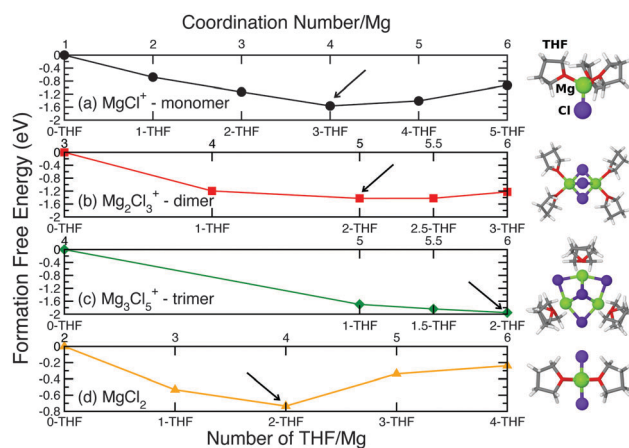 Coordination Number/Mg
Formation Free Energy (eV)
1 2 3 4 5 6
0
-0.4
-0.8
-1.2
-1.6
-2
(a) MgCl⁺ - monomer
0-THF 1-THF 2-THF 3-THF 4-THF 5-THF
3 4 5 5.5 6
0
-0.4
-0.8
-1.2
-1.6
-2
(b) Mg₂Cl₃⁺ - dimer
0-THF 1-THF 2-THF 2.5-THF 3-THF
4 5 5.5 6
0
-0.4
-0.8
-1.2
-1.6
-2
(c) Mg₃Cl₅⁺ - trimer
0-THF 1-THF 1.5-THF 2-THF
2 3 4 5 6
0
-0.2
-0.4
-0.6
-0.8
(d) MgCl₂
0-THF 1-THF 2-THF 3-THF 4-THF
Number of THF/Mg
THF
Mg
Cl